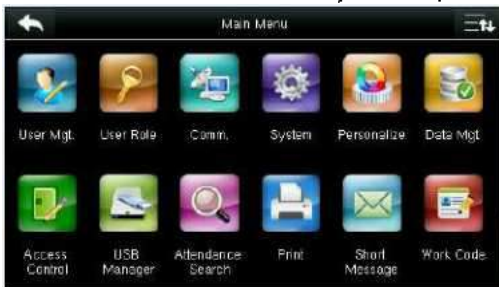 Main Menu
User Mgt. User Role Comm. System Personalize Data Mgt.
Access Control USB Manager Attendance Search Print Short Message Work Code